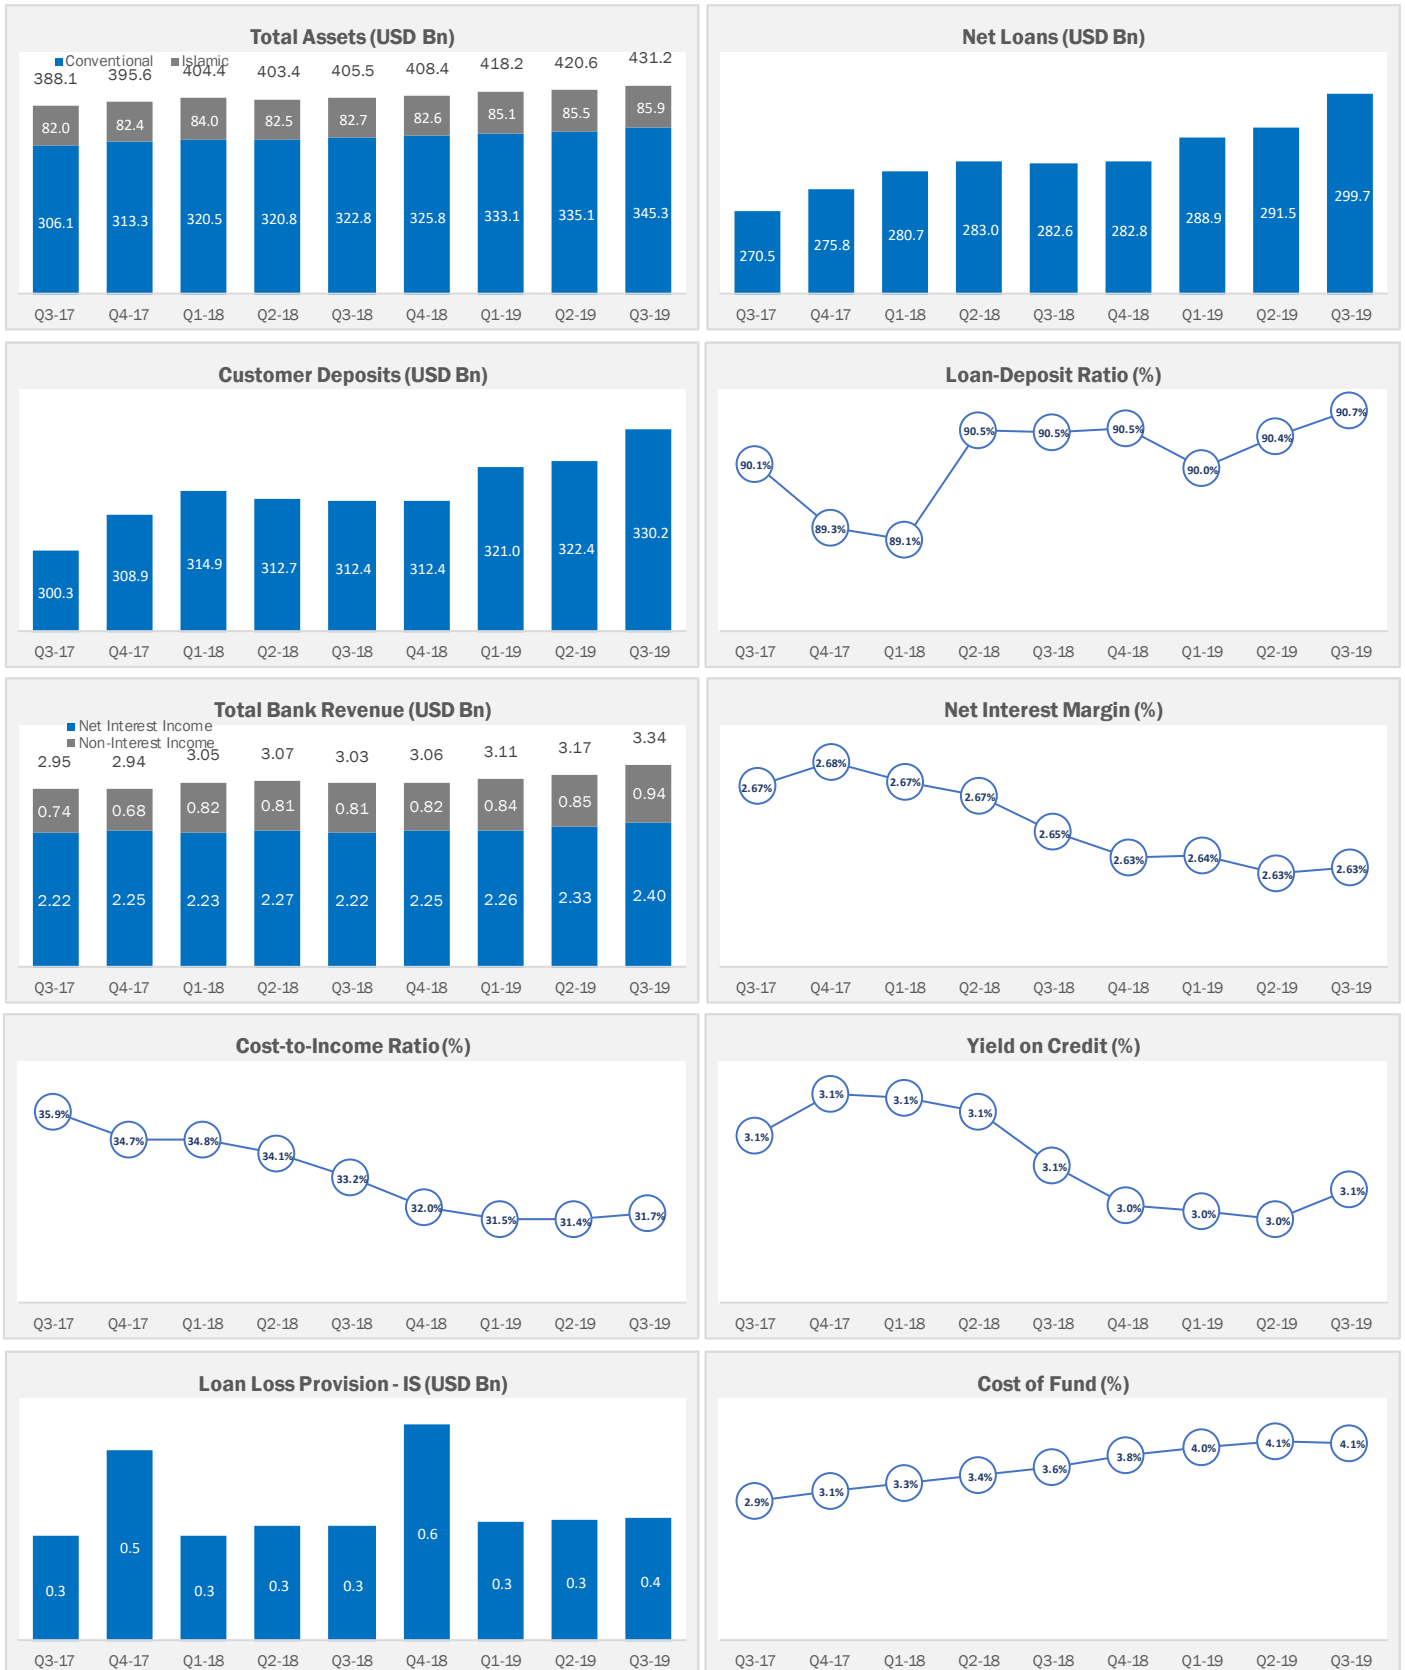 Total Assets (USD Bn)
Conventional Islamic
388.1 395.6 404.4 403.4 405.5 408.4 418.2 420.6 431.2
82.0 82.4 84.0 82.5 82.7 82.6 85.1 85.5 85.9
306.1 313.3 320.5 320.8 322.8 325.8 333.1 335.1 345.3
Q3-17 Q4-17 Q1-18 Q2-18 Q3-18 Q4-18 Q1-19 Q2-19 Q3-19
Net Loans (USD Bn)
270.5 275.8 280.7 283.0 282.6 282.8 288.9 291.5 299.7
Q3-17 Q4-17 Q1-18 Q2-18 Q3-18 Q4-18 Q1-19 Q2-19 Q3-19
Customer Deposits (USD Bn)
300.3 308.9 314.9 312.7 312.4 312.4 321.0 322.4 330.2
Q3-17 Q4-17 Q1-18 Q2-18 Q3-18 Q4-18 Q1-19 Q2-19 Q3-19
Loan-Deposit Ratio (%)
90.1% 89.3% 89.1% 90.5% 90.5% 90.5% 90.0% 90.4% 90.7%
Q3-17 Q4-17 Q1-18 Q2-18 Q3-18 Q4-18 Q1-19 Q2-19 Q3-19
Total Bank Revenue (USD Bn)
Net Interest Income
Non-Interest Income
2.95 2.94 3.05 3.07 3.03 3.06 3.11 3.17 3.34
0.74 0.68 0.82 0.81 0.81 0.82 0.84 0.85 0.94
2.22 2.25 2.23 2.27 2.22 2.25 2.26 2.33 2.40
Q3-17 Q4-17 Q1-18 Q2-18 Q3-18 Q4-18 Q1-19 Q2-19 Q3-19
Net Interest Margin (%)
2.67% 2.68% 2.67% 2.67% 2.65% 2.63% 2.64% 2.63% 2.63%
Q3-17 Q4-17 Q1-18 Q2-18 Q3-18 Q4-18 Q1-19 Q2-19 Q3-19
Cost-to-Income Ratio (%)
35.9% 34.7% 34.8% 34.1% 33.2% 32.0% 31.5% 31.4% 31.7%
Q3-17 Q4-17 Q1-18 Q2-18 Q3-18 Q4-18 Q1-19 Q2-19 Q3-19
Yield on Credit (%)
3.1% 3.1% 3.1% 3.1% 3.1% 3.0% 3.0% 3.0% 3.1%
Q3-17 Q4-17 Q1-18 Q2-18 Q3-18 Q4-18 Q1-19 Q2-19 Q3-19
Loan Loss Provision - IS (USD Bn)
0.3 0.5 0.3 0.3 0.3 0.6 0.3 0.3 0.4
Q3-17 Q4-17 Q1-18 Q2-18 Q3-18 Q4-18 Q1-19 Q2-19 Q3-19
Cost of Fund (%)
2.9% 3.1% 3.3% 3.4% 3.6% 3.8% 4.0% 4.1% 4.1%
Q3-17 Q4-17 Q1-18 Q2-18 Q3-18 Q4-18 Q1-19 Q2-19 Q3-19